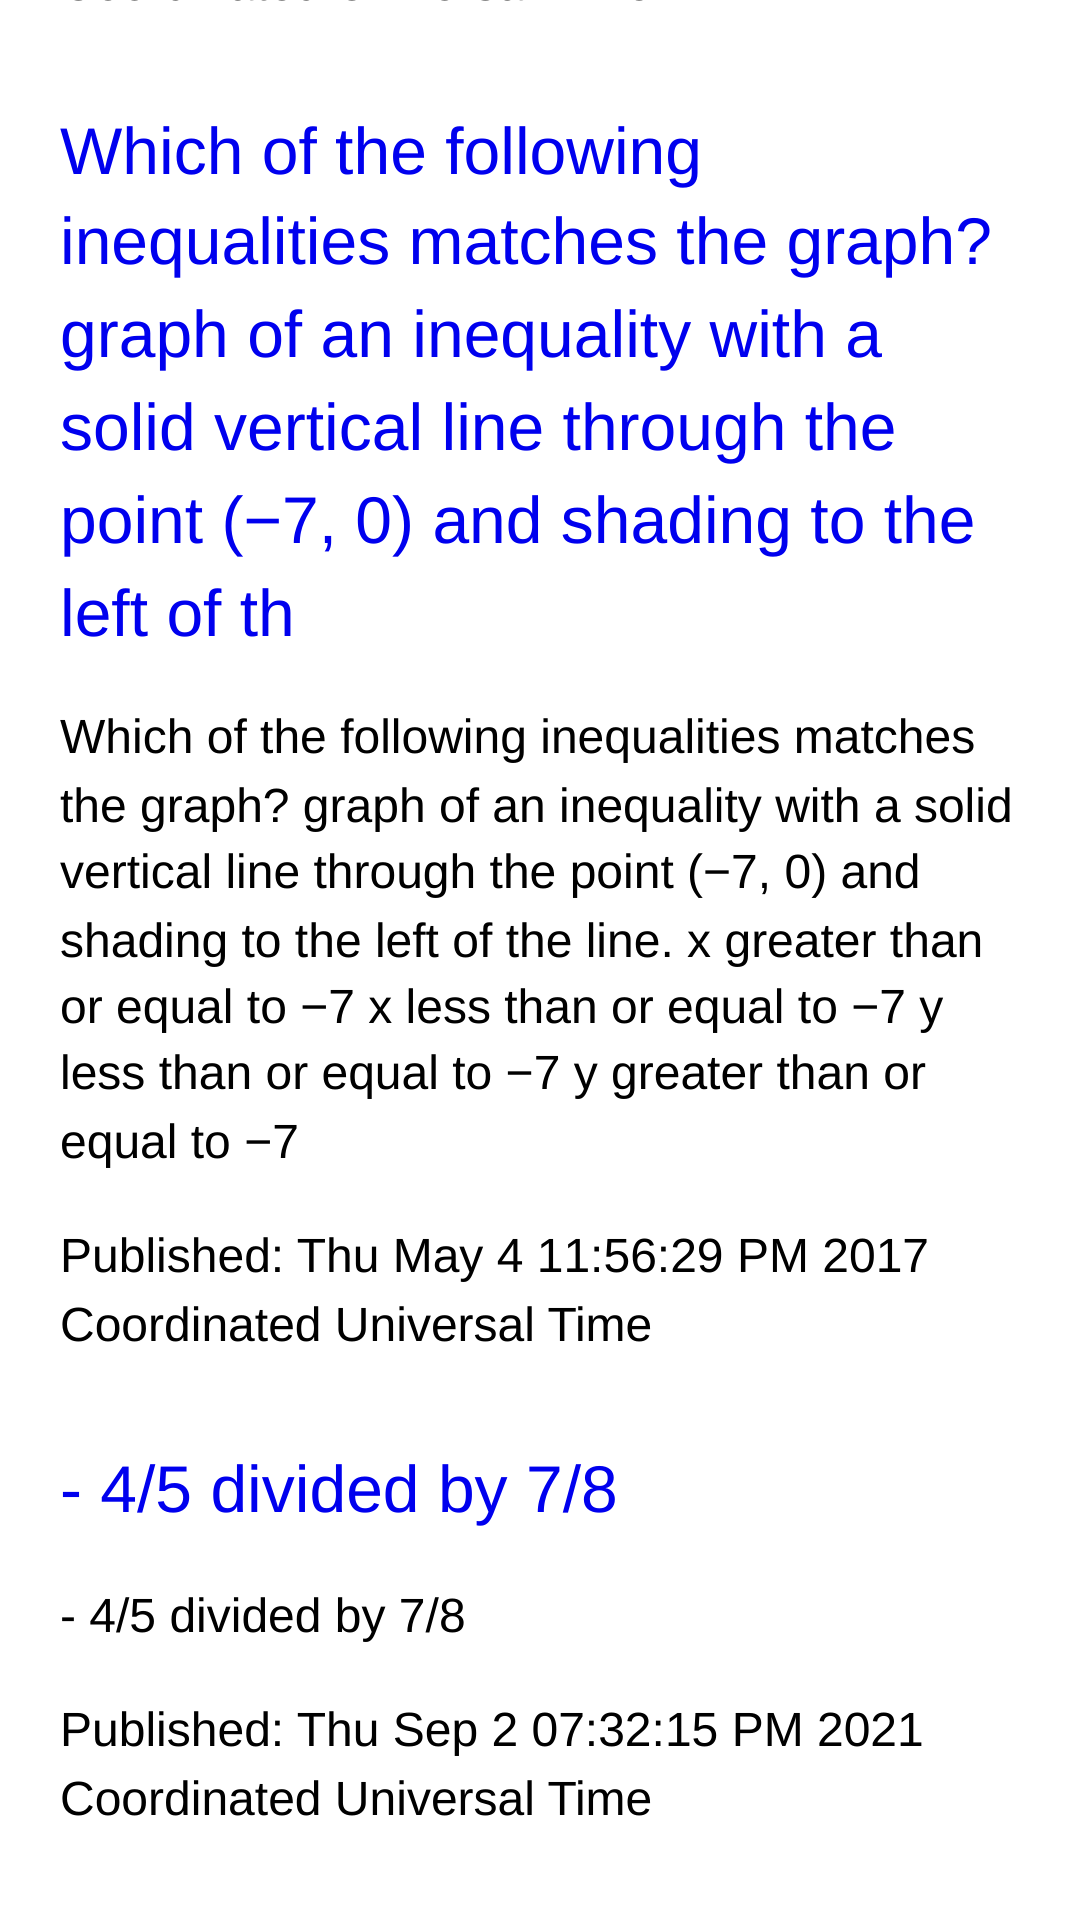 Which of the following
inequalities matches the graph?
graph of an inequality with a
solid vertical line through the
point (−7, 0) and shading to the
left of th
Which of the following inequalities matches
the graph? graph of an inequality with a solid
vertical line through the point (−7, 0) and
shading to the left of the line. x greater than
or equal to −7 x less than or equal to −7 y
less than or equal to −7 y greater than or
equal to −7
Published: Thu May 4 11:56:29 PM 2017
Coordinated Universal Time
- 4/5 divided by 7/8
- 4/5 divided by 7/8
Published: Thu Sep 2 07:32:15 PM 2021
Coordinated Universal Time